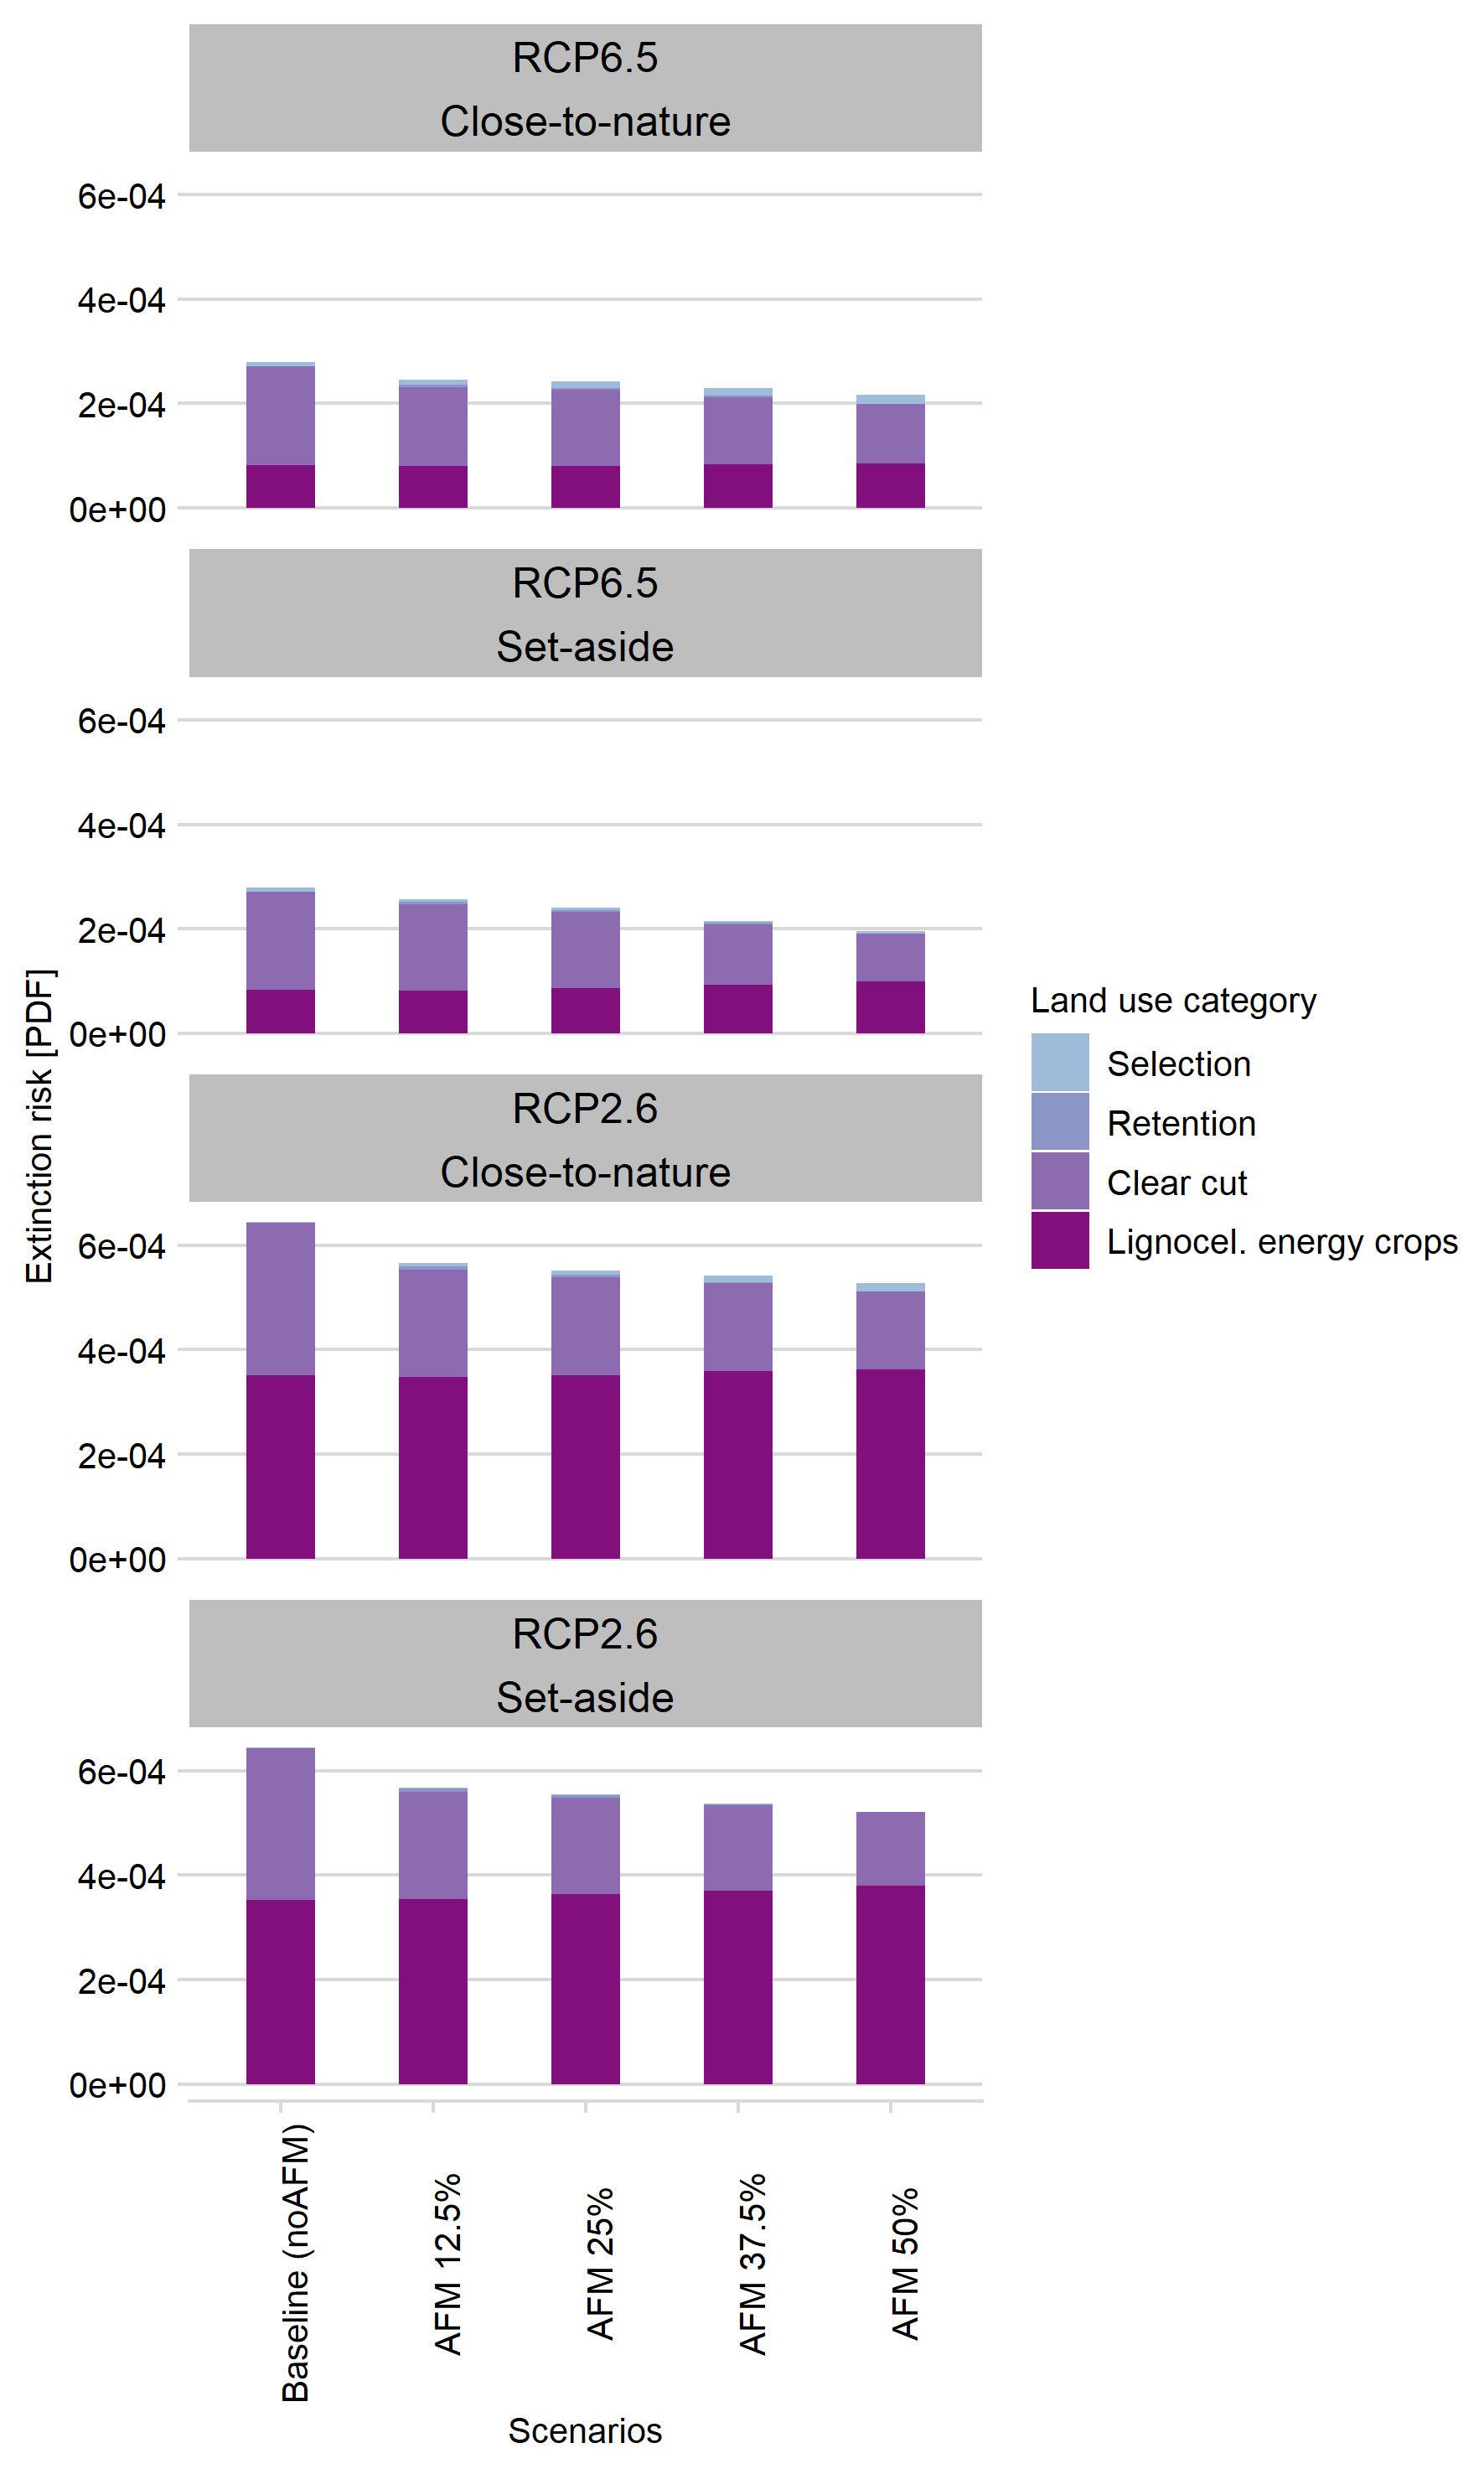 RCP6.5
Close-to-nature
6e-04
4e-04
2e-04
0e+00
RCP6.5
Set-aside
6e-04
4e-04
2e-04
0e+00
Extinction risk [PDF]
RCP2.6
Close-to-nature
6e-04
4e-04
2e-04
0e+00
RCP2.6
Set-aside
6e-04
4e-04
2e-04
0e+00
Baseline (noAFM)
AFM 12.5%
AFM 25%
AFM 37.5%
AFM 50%
Scenarios
Land use category
Selection
Retention
Clear cut
Lignocel. energy crops